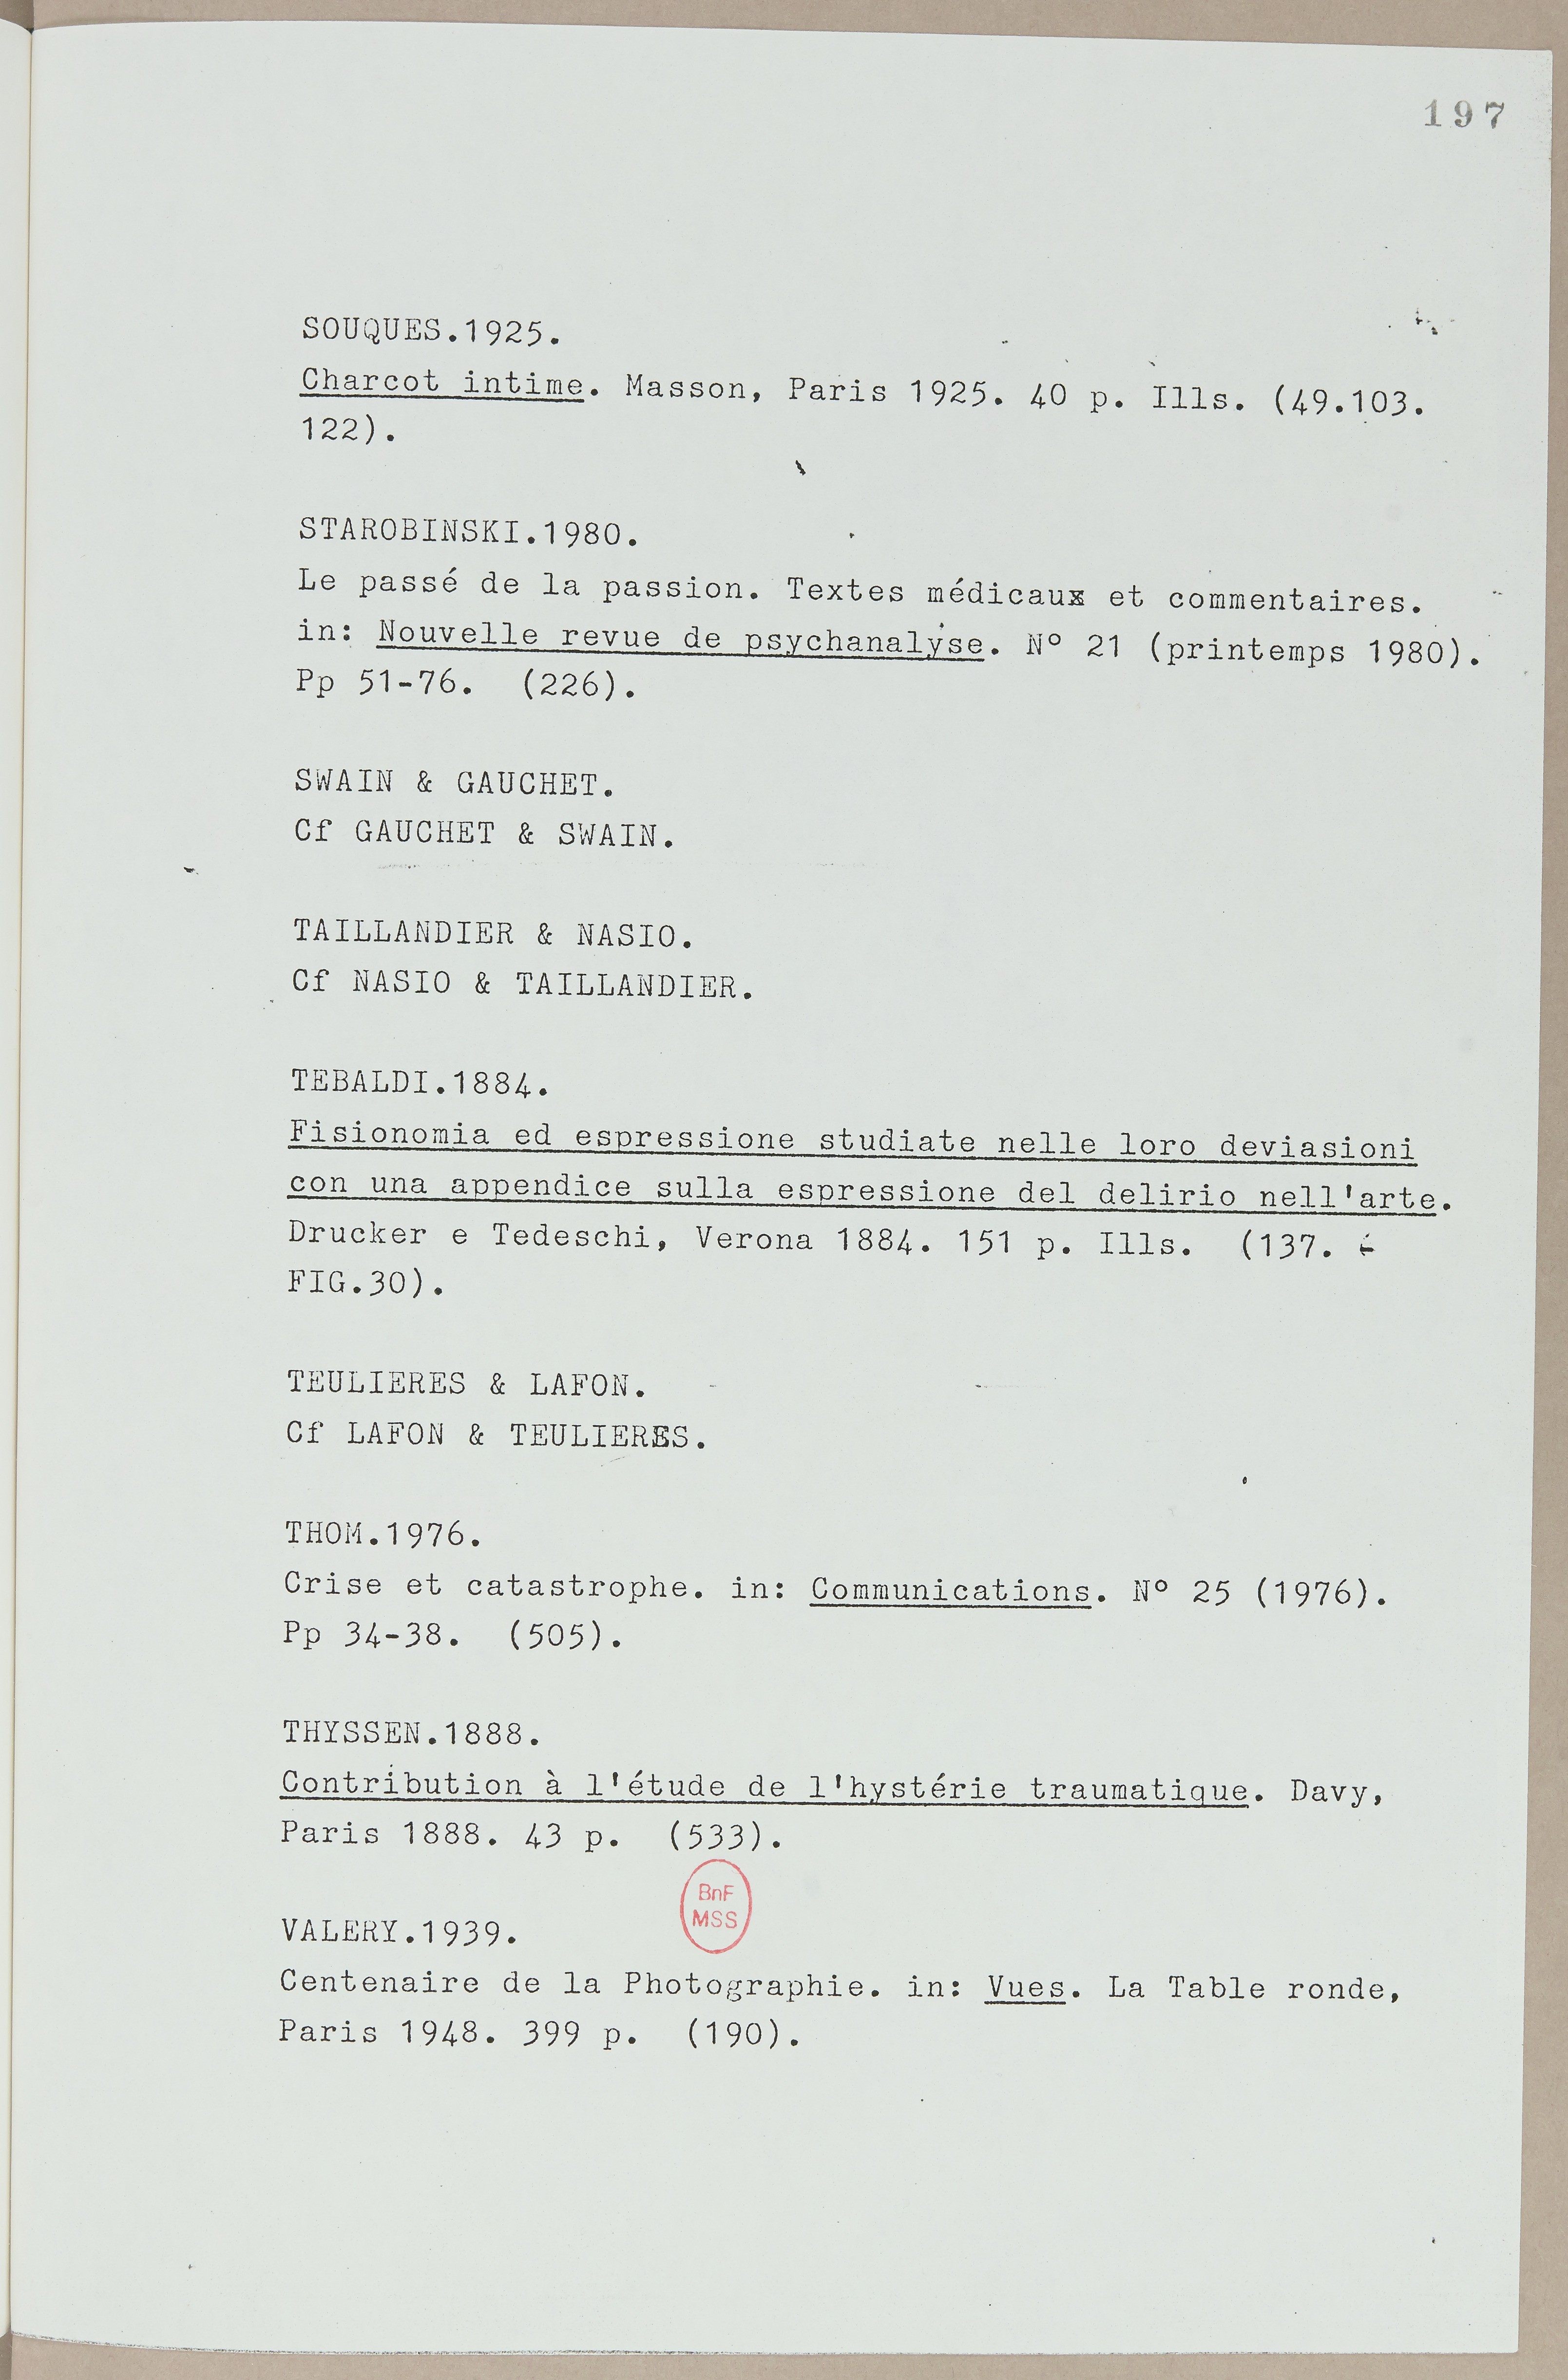 197
SOUQUES.1925.
Charcot intime. Masson, Paris 1925. 40 p. Ills. (49.103.
122).
STAROBINSKI.1980.
Le passé de la passion. Textes médicaux et commentaires.
in: Nouvelle revue de psychanalyse. N° 21 (printemps 1980).
Pp 51-76. (226).
SWAIN & GAUCHET.
Cf GAUCHET & SWAIN.
TAILLANDIER & NASIO.
Cf NASIO & TAILLANDIER.
TEBALDI.1884.
Fisionomia ed espressione studiate nelle loro deviasioni
con una appendice sulla espressione del delirio nell'arte.
Drucker e Tedeschi, Verona 1884. 151 p. Ills. (137.
FIG.30).
TEULIERES & LAFON.
Cf LAFON & TEULIERES.
THOM.1976.
Crise et catastrophe. in: Communications. N° 25 (1976).
Pp 34-38. (505).
THYSSEN.1888.
Contribution à l'étude de l'hystérie traumatique. Davy,
Paris 1888. 43 p. (533).
BnF
MSS
VALERY.1939.
Centenaire de la Photographie. in: Vues. La Table ronde,
Paris 1948. 399 p. (190).